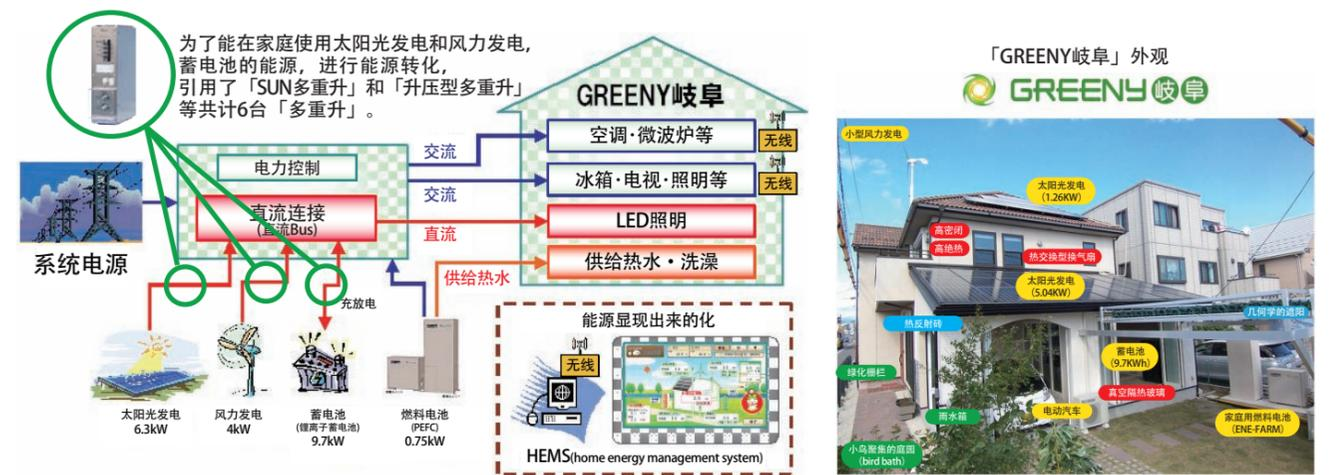 为了能在家庭使用太阳光发电和风力发电,
蓄电池的能源，进行能源转化，
引用了「SUN多重升」和「升压型多重升」
等共计6台「多重升」。
GREENY岐阜
电力控制
直流连接
(直流Bus)
交流
交流
直流
供给热水
空调·微波炉等
无线
冰箱·电视·照明等
无线
LED照明
供给热水·洗澡
系统电源
充放电
太阳光发电
6.3kW
风力发电
4kW
蓄电池
(锂离子蓄电池)
9.7kW
燃料电池
(PEFC)
0.75kW
能源显现出来的化
无线
HEMS(home energy management system)
「GREENY岐阜」外观
GREENY岐阜
小型风力发电
太阳光发电
(1.26KW)
高密闭
高绝热
热交换型换气扇
太阳光发电
(5.04KW)
热反射砖
几何学的遮阳
蓄电池
(9.7KWh)
绿化栅栏
真空隔热玻璃
雨水箱
电动汽车
家庭用燃料电池
(ENE-FARM)
小鸟聚集的庭园
(bird bath)